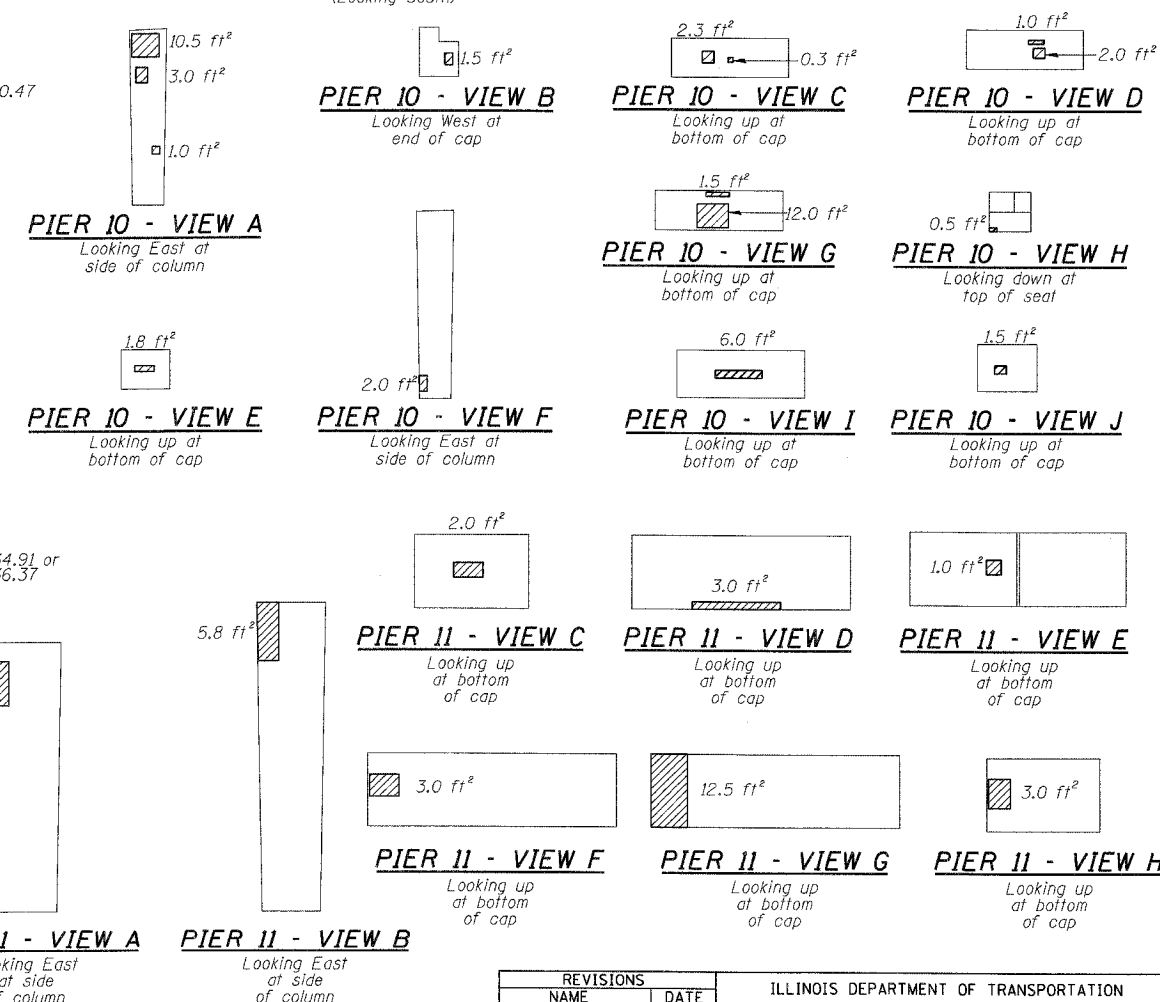 10.5 ft²
3.0 ft²
1.0 ft²
PIER 10 - VIEW A
Looking East at
side of column
1.5 ft²
PIER 10 - VIEW B
Looking West at
end of cap
2.3 ft²
0.3 ft²
PIER 10 - VIEW C
Looking up at
bottom of cap
1.0 ft²
2.0 ft²
PIER 10 - VIEW D
Looking up at
bottom of cap
0.47
1.5 ft²
12.0 ft²
PIER 10 - VIEW G
Looking up at
bottom of cap
0.5 ft²
PIER 10 - VIEW H
Looking down at
top of seat
1.8 ft²
PIER 10 - VIEW E
Looking up at
bottom of cap
2.0 ft²
PIER 10 - VIEW F
Looking East at
side of column
6.0 ft²
PIER 10 - VIEW I
Looking up at
bottom of cap
1.5 ft²
PIER 10 - VIEW J
Looking up at
bottom of cap
4.91 or
6.37
2.0 ft²
PIER 11 - VIEW C
Looking up
at bottom
of cap
3.0 ft²
PIER 11 - VIEW D
Looking up
at bottom
of cap
1.0 ft²
PIER 11 - VIEW E
Looking up
at bottom
of cap
5.8 ft²
3.0 ft²
PIER 11 - VIEW F
Looking up
at bottom
of cap
12.5 ft²
PIER 11 - VIEW G
Looking up
at bottom
of cap
3.0 ft²
PIER 11 - VIEW H
Looking up
at bottom
of cap
1 - VIEW A
king East
at side
f column
PIER 11 - VIEW B
Looking East
at side
of column
REVISIONS
NAME DATE
ILLINOIS DEPARTMENT OF TRANSPORTATION